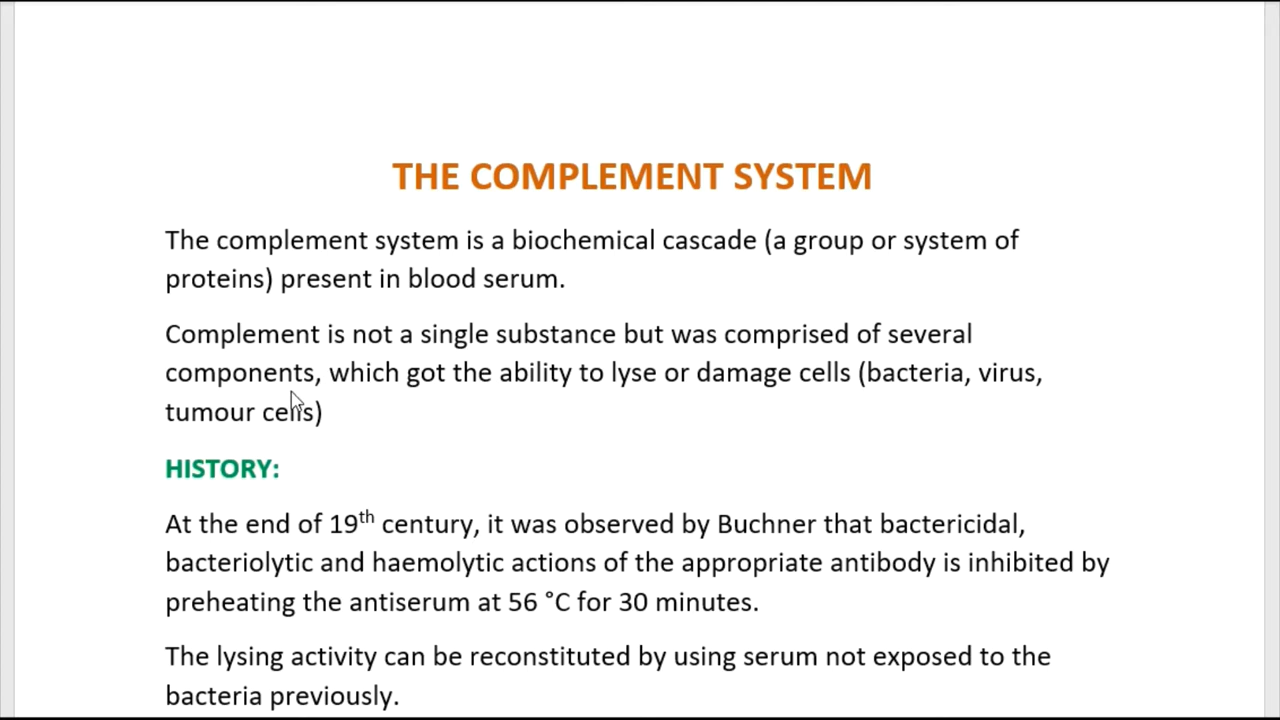 THE COMPLEMENT SYSTEM
The complement system is a biochemical cascade (a group or system of
proteins) present in blood serum.
Complement is not a single substance but was comprised of several
components, which got the ability to lyse or damage cells (bacteria, virus,
tumour cells)
HISTORY:
At the end of 19th century, it was observed by Buchner that bactericidal,
bacteriolytic and haemolytic actions of the appropriate antibody is inhibited by
preheating the antiserum at 56 °C for 30 minutes.
The lysing activity can be reconstituted by using serum not exposed to the
bacteria previously.